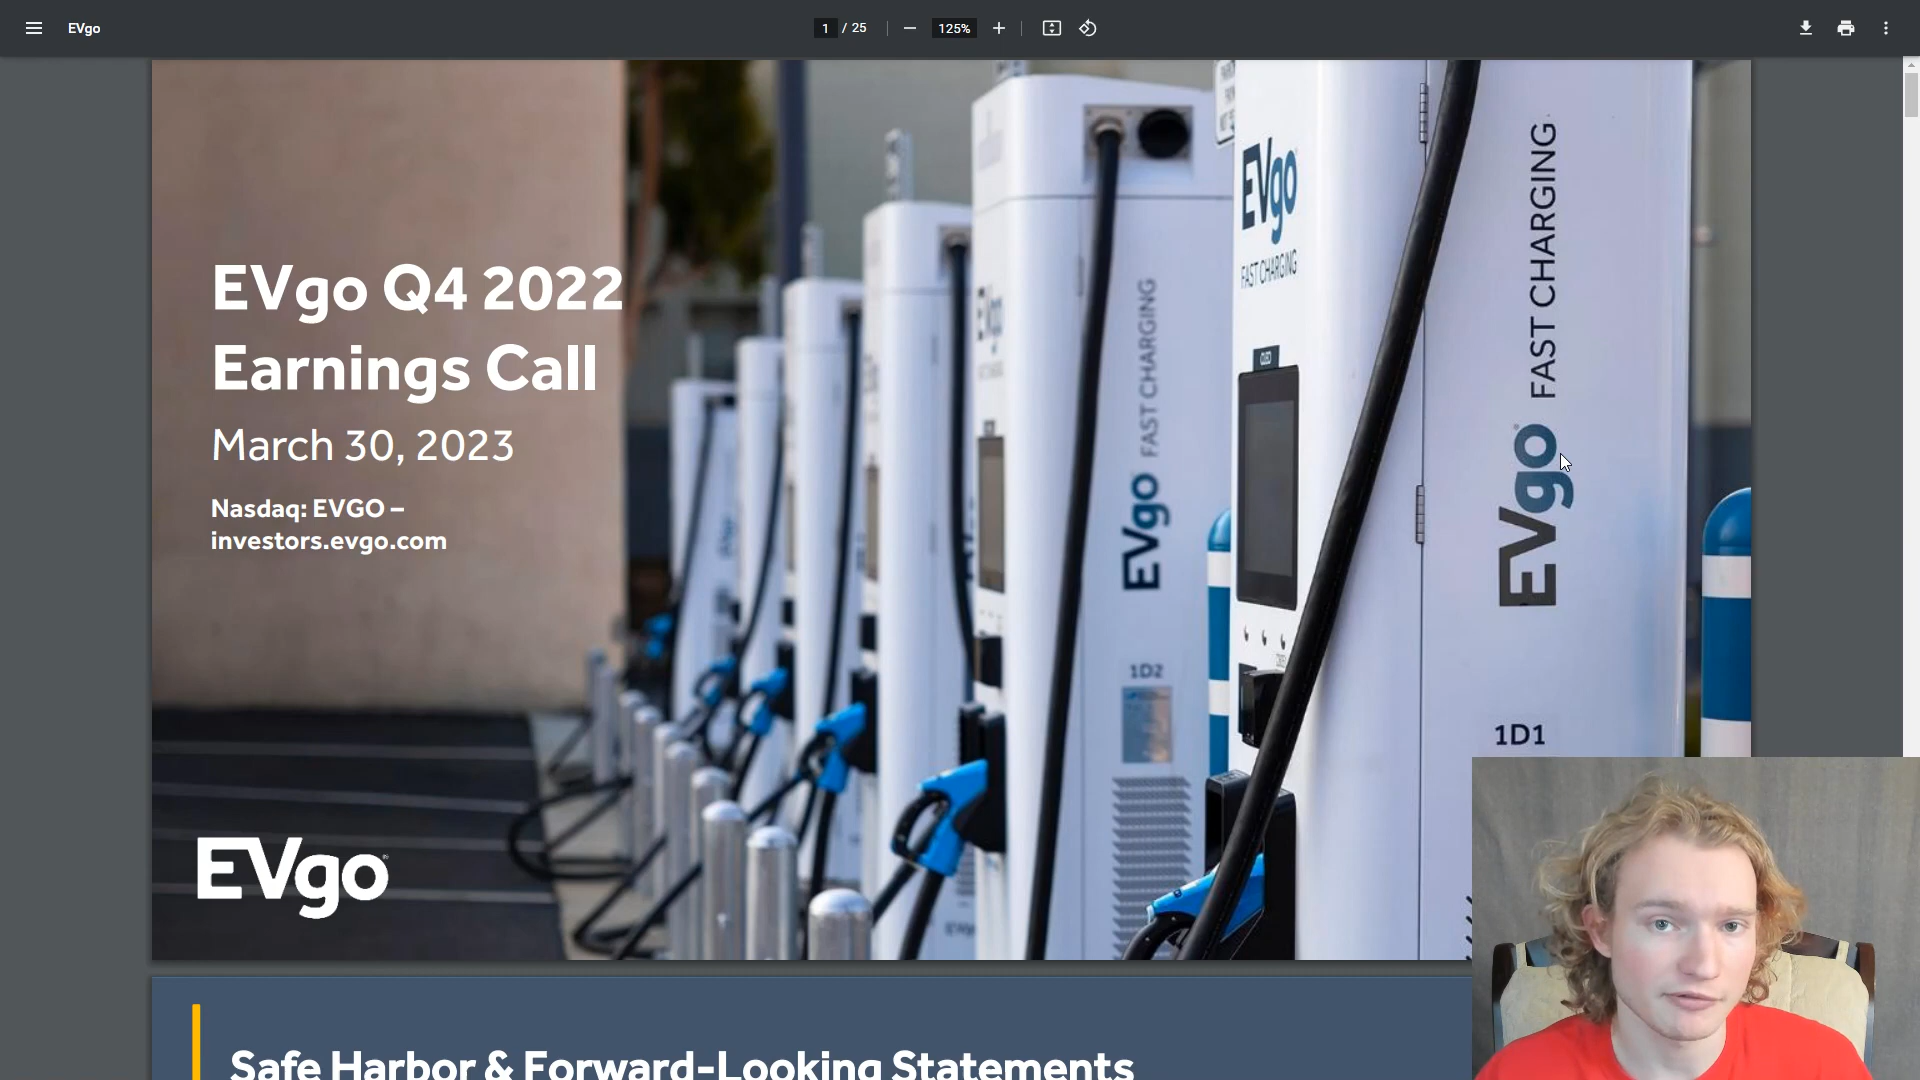 EVgo
1 / 25
125%
EVgo Q4 2022
Earnings Call
March 30, 2023
Nasdaq: EVGO –
investors.evgo.com
EVgo
EVgo
FAST CHARGING
EVgo FAST CHARGING
1D2
EVgo FAST CHARGING
1D1
Safe Harbor & Forward-Looking Statements